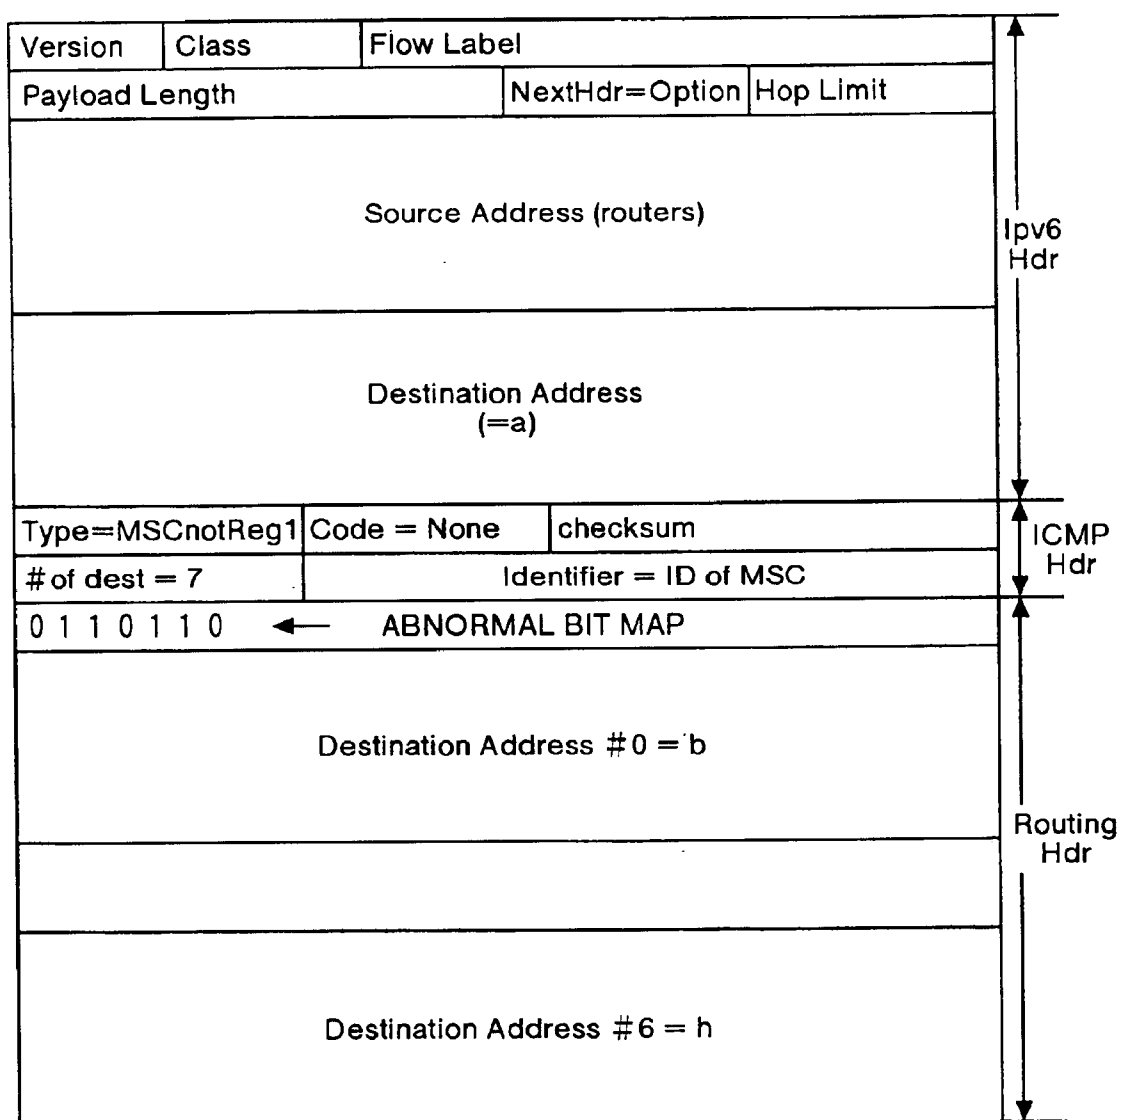 Version Class Flow Label
Payload Length NextHdr=Option Hop Limit
Source Address (routers)
Ipv6
Hdr
Destination Address
(=a)
Type=MSCnotReg1 Code = None checksum
ICMP
Hdr
# of dest = 7 Identifier = ID of MSC
0 1 1 0 1 1 0 ← ABNORMAL BIT MAP
Destination Address #0 = b
Routing
Hdr
Destination Address #6 = h